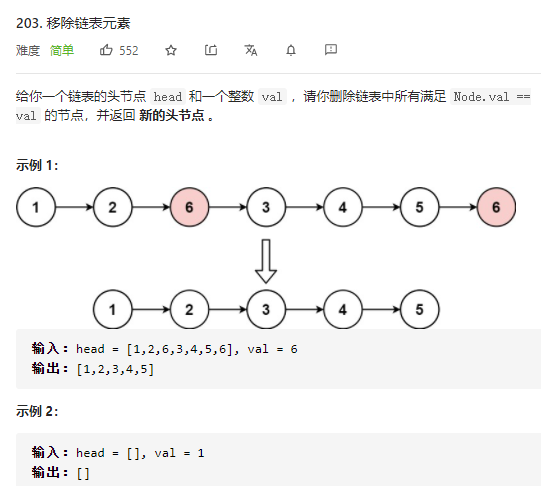 203. 移除链表元素
难度 简单 552
给你一个链表的头节点 head 和一个整数 val ，请你删除链表中所有满足 Node.val ==
val 的节点，并返回 新的头节点 。
示例 1：
1 2 6 3 4 5 6
1 2 3 4 5
输入：head = [1,2,6,3,4,5,6], val = 6
输出：[1,2,3,4,5]
示例 2：
输入：head = [], val = 1
输出：[]